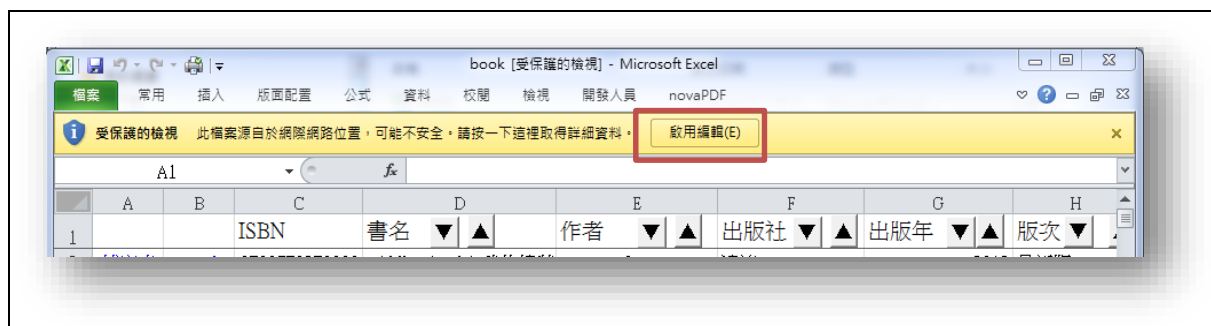 book [受保護的檢視] - Microsoft Excel
檔案 常用 插入 版面配置 公式 資料 校閱 檢視 開發人員 novaPDF
受保護的檢視 此檔案源自於網際網路位置，可能不安全。請按一下這裡取得詳細資料。 啟用編輯(E)
A1 fx
A B C D E F G H
1 ISBN 書名 ▼ ▲ 作者 ▼ ▲ 出版社 ▼ ▲ 出版年 ▼ ▲ 版次 ▼